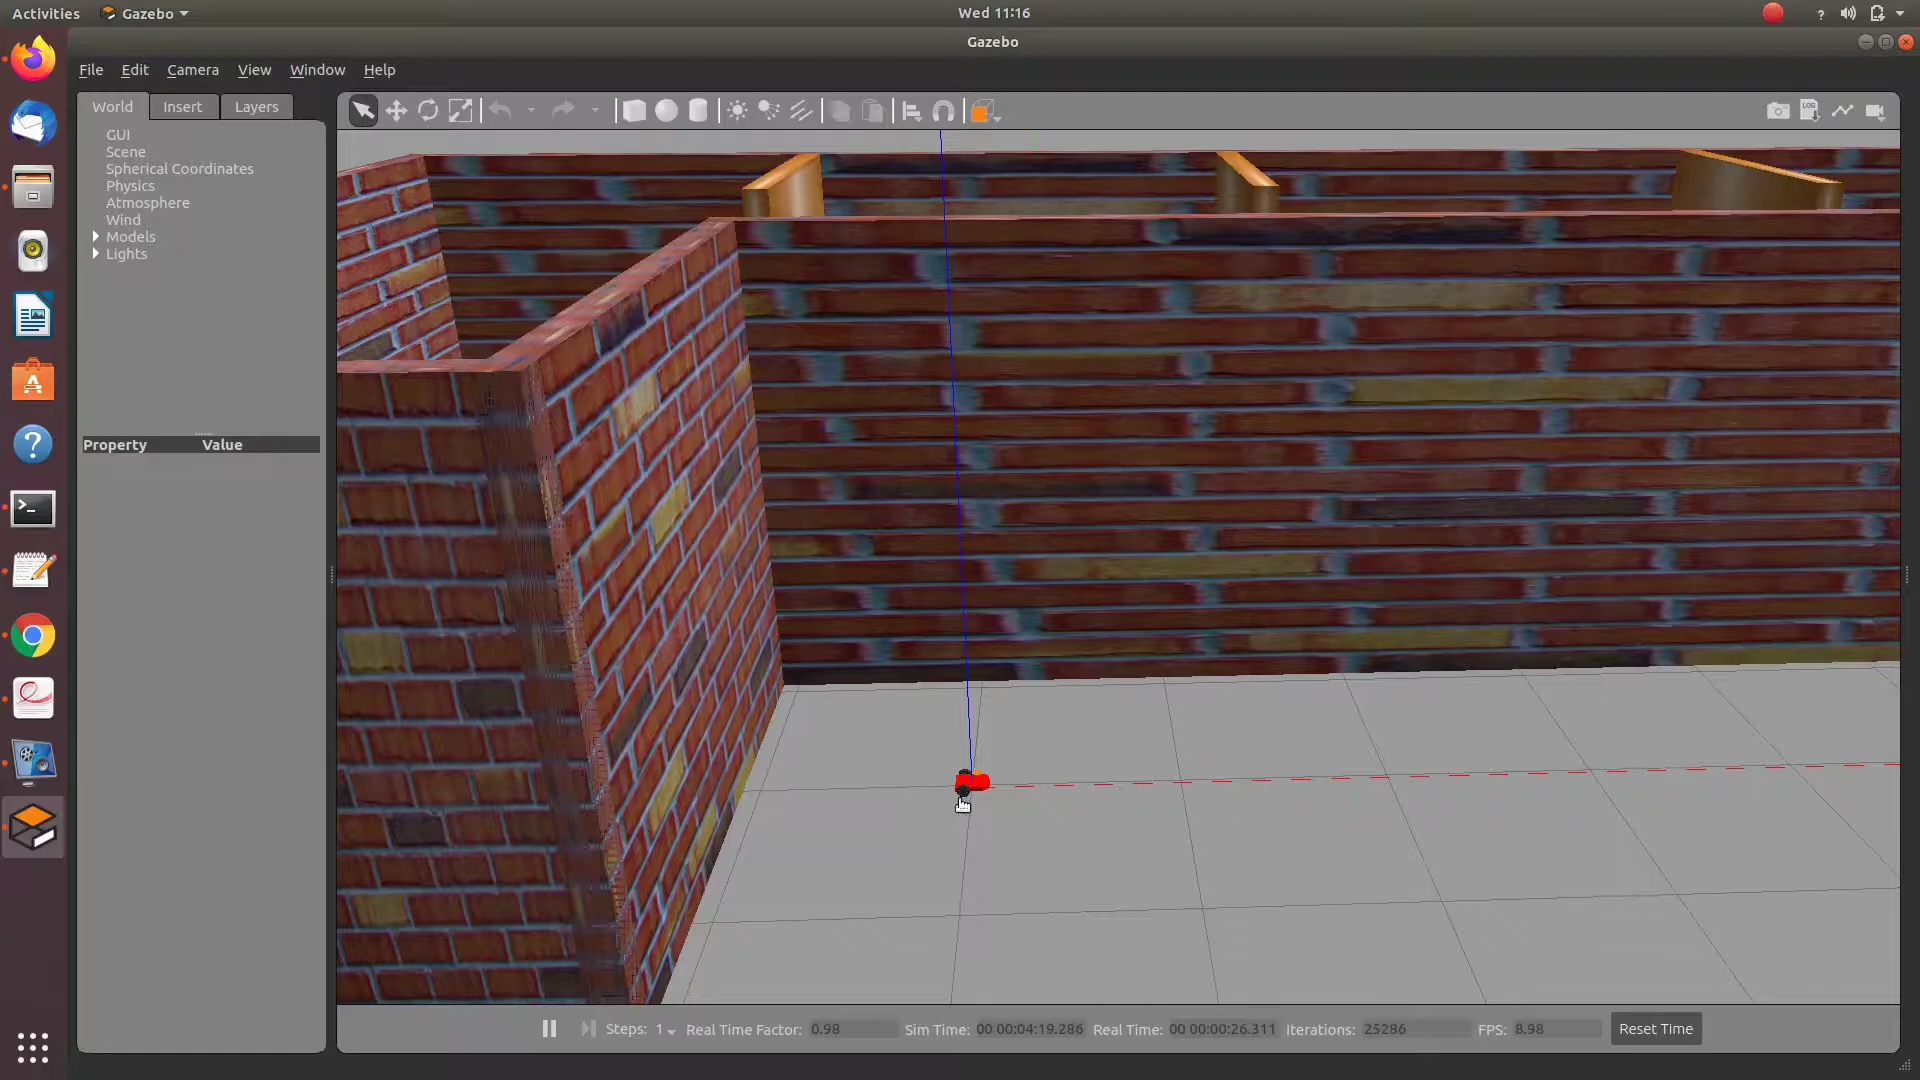 Activities Gazebo Wed 11:16 ?
Gazebo
File Edit Camera View Window Help
World Insert Layers
LOG
GUI
Scene
Spherical Coordinates
Physics
Atmosphere
Wind
Models
Lights
Property Value
Steps: 1 Real Time Factor: 0.98 Sim Time: 00 00:04:19.286 Real Time: 00 00:00:26.311 Iterations: 25286 FPS: 8.98 Reset Time